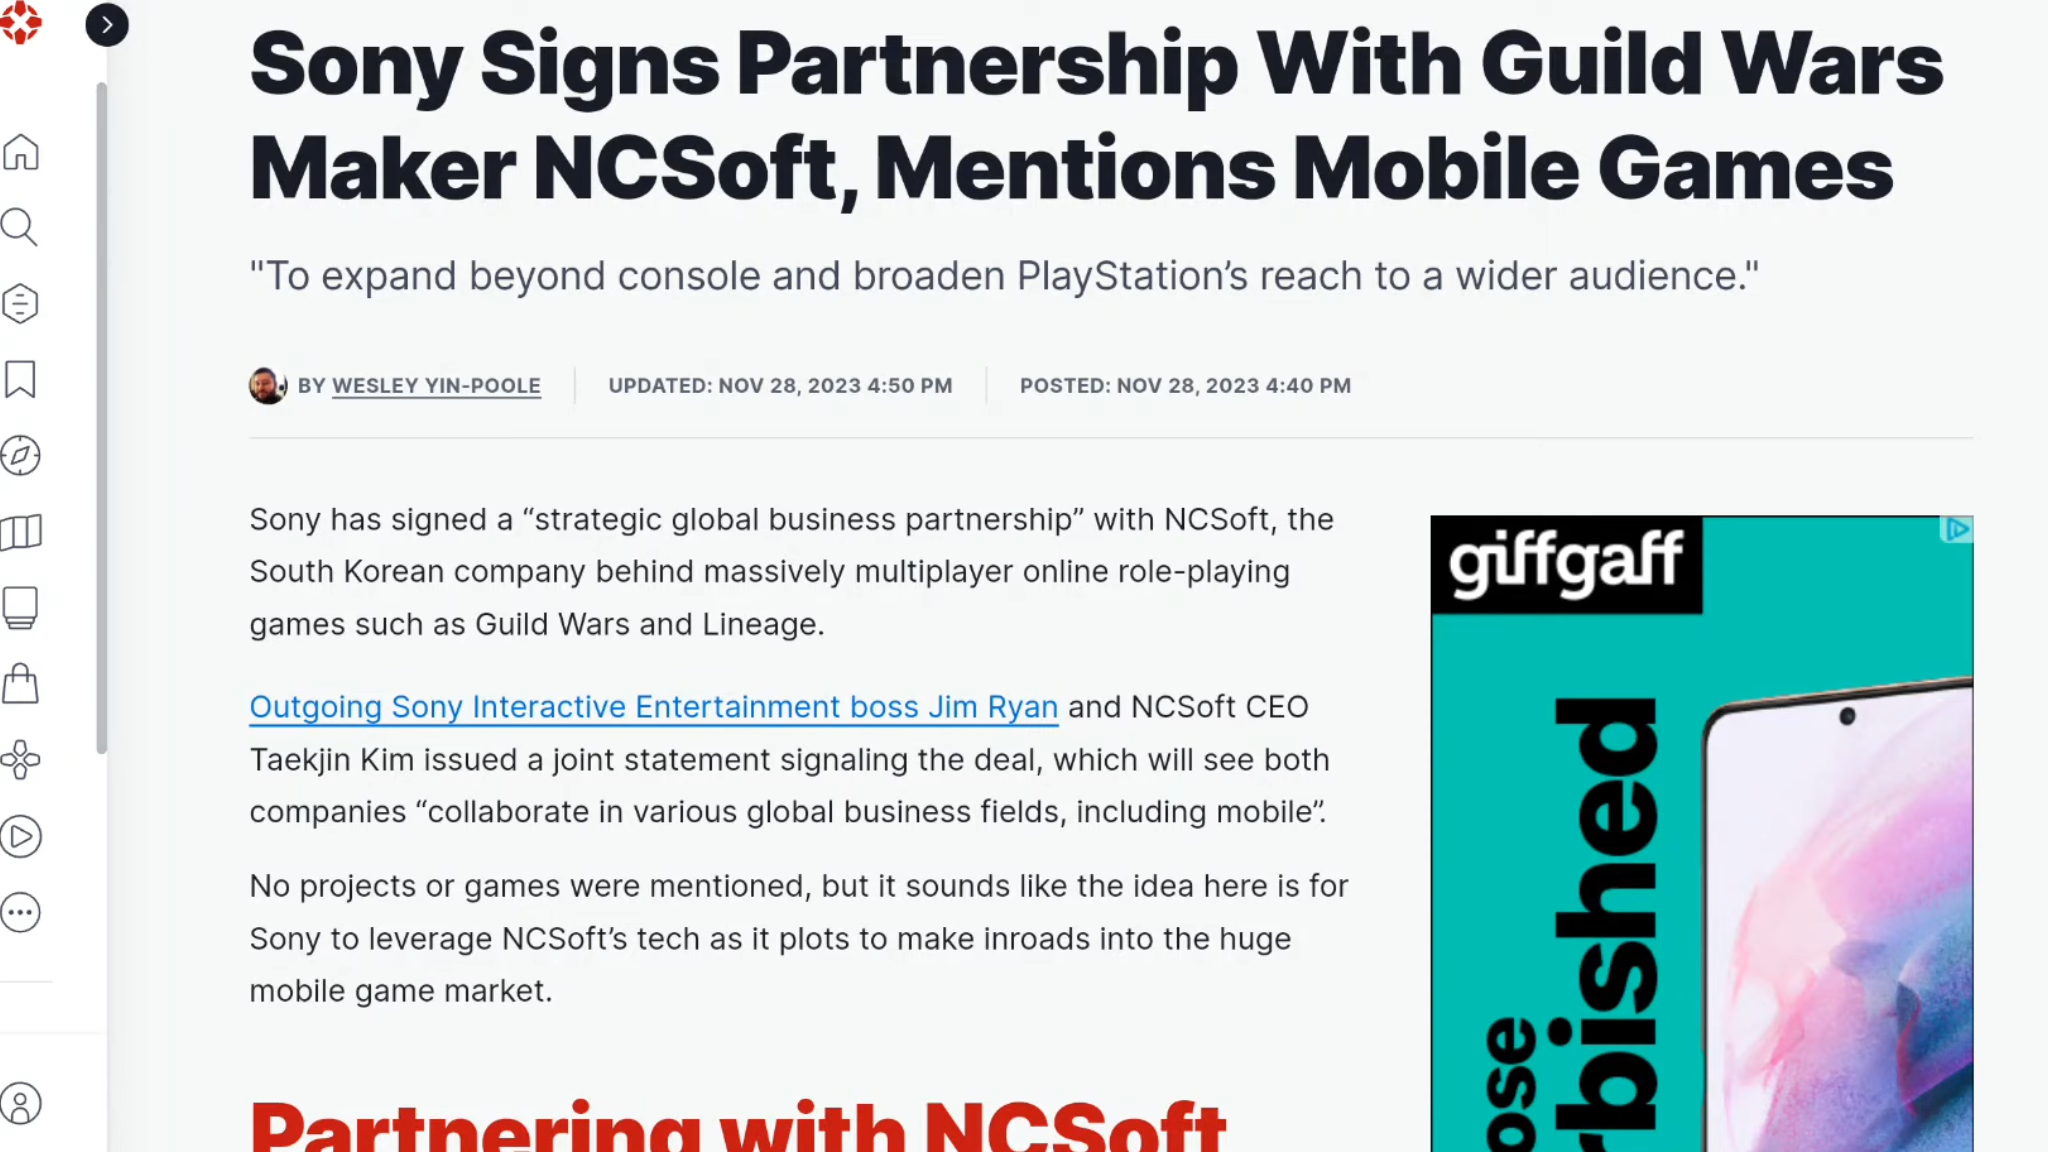 Sony Signs Partnership With Guild Wars
Maker NCSoft, Mentions Mobile Games
"To expand beyond console and broaden PlayStation’s reach to a wider audience."
BY WESLEY YIN-POOLE
UPDATED: NOV 28, 2023 4:50 PM
POSTED: NOV 28, 2023 4:40 PM
Sony has signed a “strategic global business partnership” with NCSoft, the
South Korean company behind massively multiplayer online role-playing
games such as Guild Wars and Lineage.
Outgoing Sony Interactive Entertainment boss Jim Ryan and NCSoft CEO
Taekjin Kim issued a joint statement signaling the deal, which will see both
companies “collaborate in various global business fields, including mobile”.
No projects or games were mentioned, but it sounds like the idea here is for
Sony to leverage NCSoft’s tech as it plots to make inroads into the huge
mobile game market.
Partnering with NCSoft
giffgaff